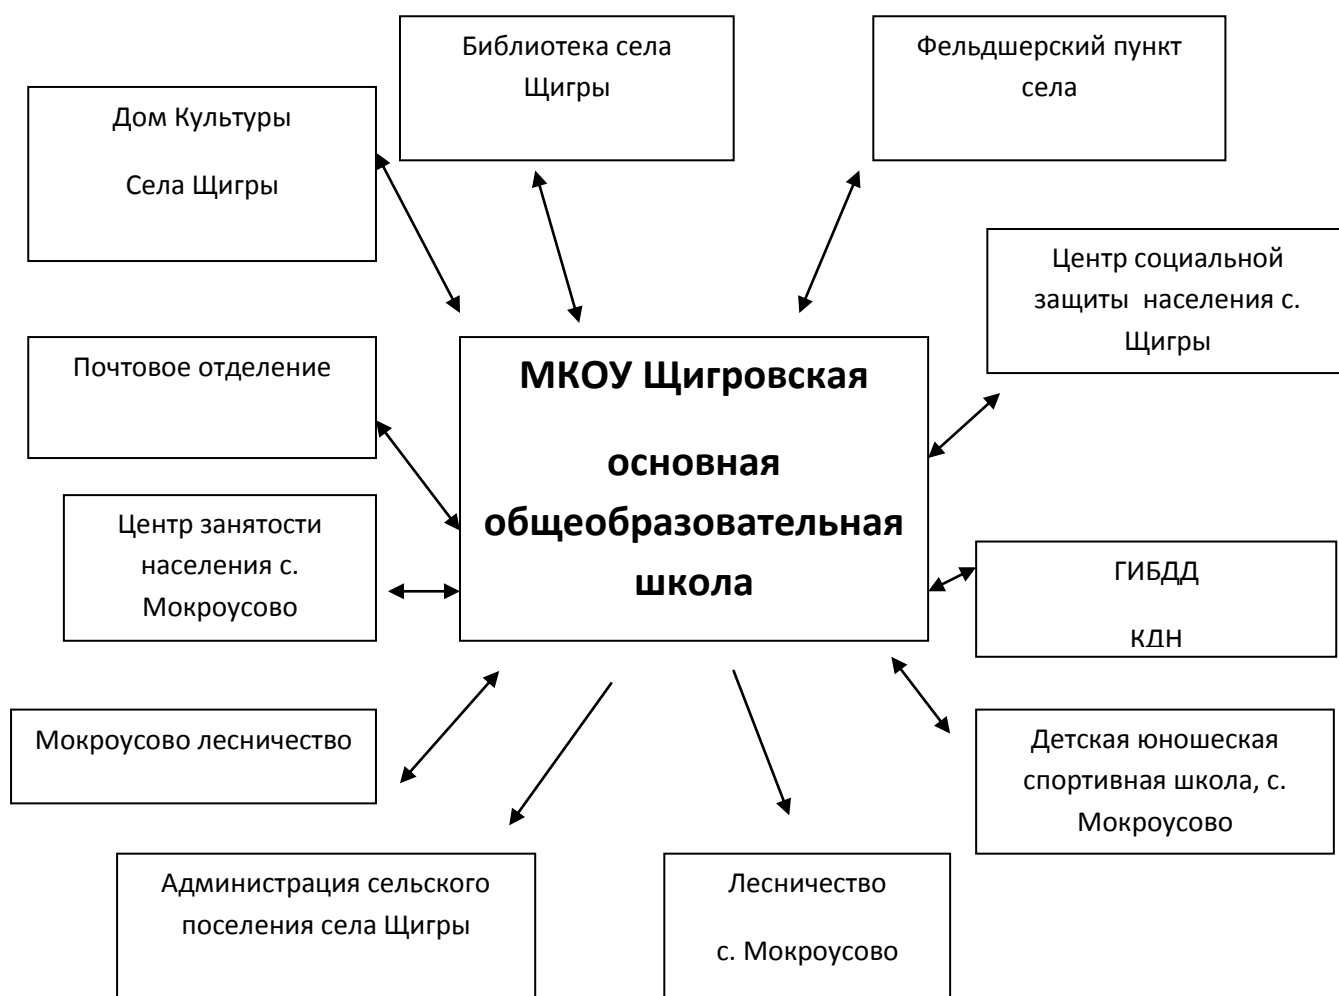 Библиотека села
Щигры
Фельдшерский пункт
села
Дом Культуры
Села Щигры
Центр социальной
защиты населения с.
Щигры
Почтовое отделение
МКОУ Щигровская
основная
общеобразовательная
школа
Центр занятости
населения с.
Мокроусово
ГИБДД
КДН
Мокроусово лесничество
Детская юношеская
спортивная школа, с.
Мокроусово
Администрация сельского
поселения села Щигры
Лесничество
с. Мокроусово